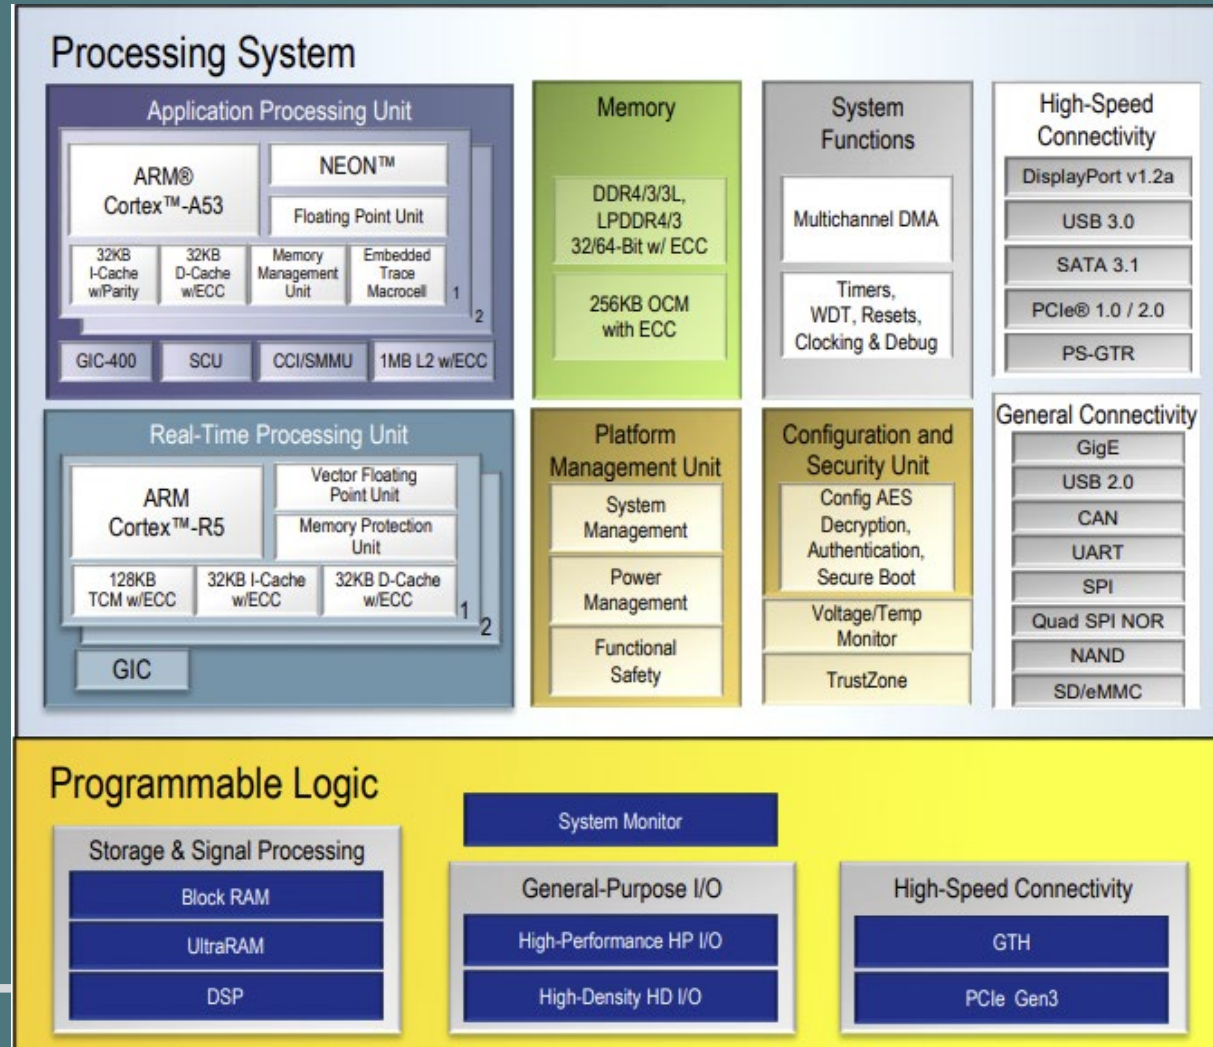 Processing System
Application Processing Unit
ARM®
Cortex™-A53
NEON™
Floating Point Unit
32KB
I-Cache
w/Parity
32KB
D-Cache
w/ECC
Memory
Management
Unit
Embedded
Trace
Macrocell
1
2
GIC-400
SCU
CCI/SMMU
1MB L2 w/ECC
Memory
DDR4/3/3L,
LPDDR4/3
32/64-Bit w/ ECC
256KB OCM
with ECC
System
Functions
Multichannel DMA
Timers,
WDT, Resets,
Clocking & Debug
High-Speed
Connectivity
DisplayPort v1.2a
USB 3.0
SATA 3.1
PCIe® 1.0 / 2.0
PS-GTR
Real-Time Processing Unit
ARM
Cortex™-R5
Vector Floating
Point Unit
Memory Protection
Unit
128KB
TCM w/ECC
32KB I-Cache
w/ECC
32KB D-Cache
w/ECC
1
2
GIC
Platform
Management Unit
System
Management
Power
Management
Functional
Safety
Configuration and
Security Unit
Config AES
Decryption,
Authentication,
Secure Boot
Voltage/Temp
Monitor
TrustZone
General Connectivity
GigE
USB 2.0
CAN
UART
SPI
Quad SPI NOR
NAND
SD/eMMC
Programmable Logic
Storage & Signal Processing
Block RAM
UltraRAM
DSP
System Monitor
General-Purpose I/O
High-Performance HP I/O
High-Density HD I/O
High-Speed Connectivity
GTH
PCIe Gen3